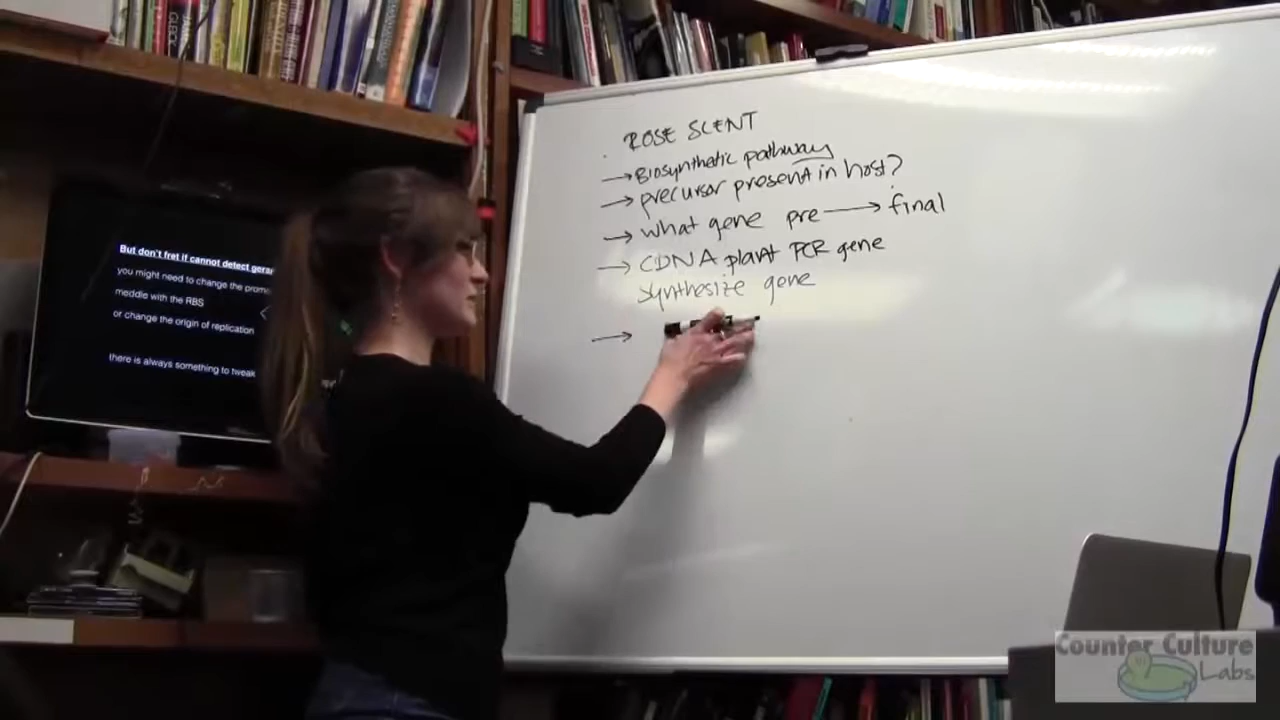 ROSE SCENT
→ Biosynthetic pathway
→ precursor present in host?
→ what gene pre → final
→ CDNA plant PCR gene
synthesize gene
→
But don't fret if cannot detect gera
you might need to change the prom
meddle with the RBS
or change the origin of replication
there is always something to tweak
Counter Culture
Labs